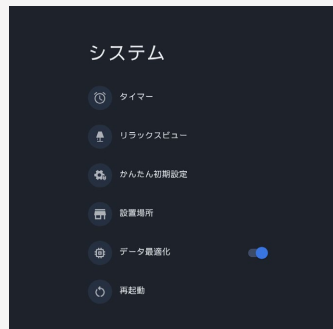 システム
タイマー
リラックスビュー
かんたん初期設定
設置場所
データ最適化
再起動